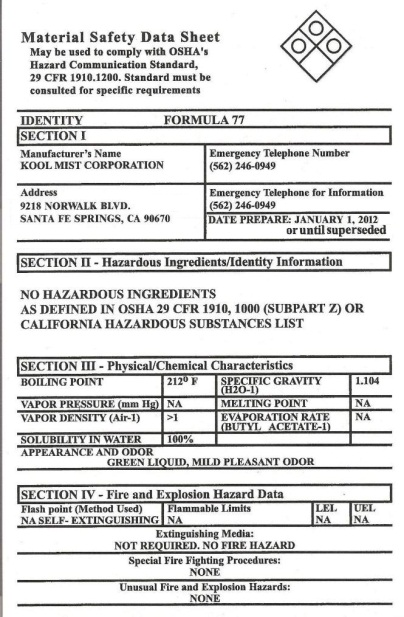 Material Safety Data Sheet
May be used to comply with OSHA's
Hazard Communication Standard,
29 CFR 1910.1200. Standard must be
consulted for specific requirements
0 0 0
IDENTITY FORMULA 77
SECTION I
Manufacturer's Name Emergency Telephone Number
KOOL MIST CORPORATION (562) 246-0949
Address Emergency Telephone for Information
9218 NORWALK BLVD. (562) 246-0949
SANTA FE SPRINGS, CA 90670 DATE PREPARE: JANUARY 1, 2012
or until superseded
SECTION II - Hazardous Ingredients/Identity Information
NO HAZARDOUS INGREDIENTS
AS DEFINED IN OSHA 29 CFR 1910, 1000 (SUBPART Z) OR
CALIFORNIA HAZARDOUS SUBSTANCES LIST
SECTION III - Physical/Chemical Characteristics
BOILING POINT 212⁰ F SPECIFIC GRAVITY 1.104
(H2O-1)
VAPOR PRESSURE (mm Hg) NA MELTING POINT NA
VAPOR DENSITY (Air-1) >1 EVAPORATION RATE NA
(BUTYL ACETATE-1)
SOLUBILITY IN WATER 100%
APPEARANCE AND ODOR
GREEN LIQUID, MILD PLEASANT ODOR
SECTION IV - Fire and Explosion Hazard Data
Flash point (Method Used) Flammable Limits LEL UEL
NA SELF- EXTINGUISHING NA NA NA
Extinguishing Media:
NOT REQUIRED. NO FIRE HAZARD
Special Fire Fighting Procedures:
NONE
Unusual Fire and Explosion Hazards:
NONE